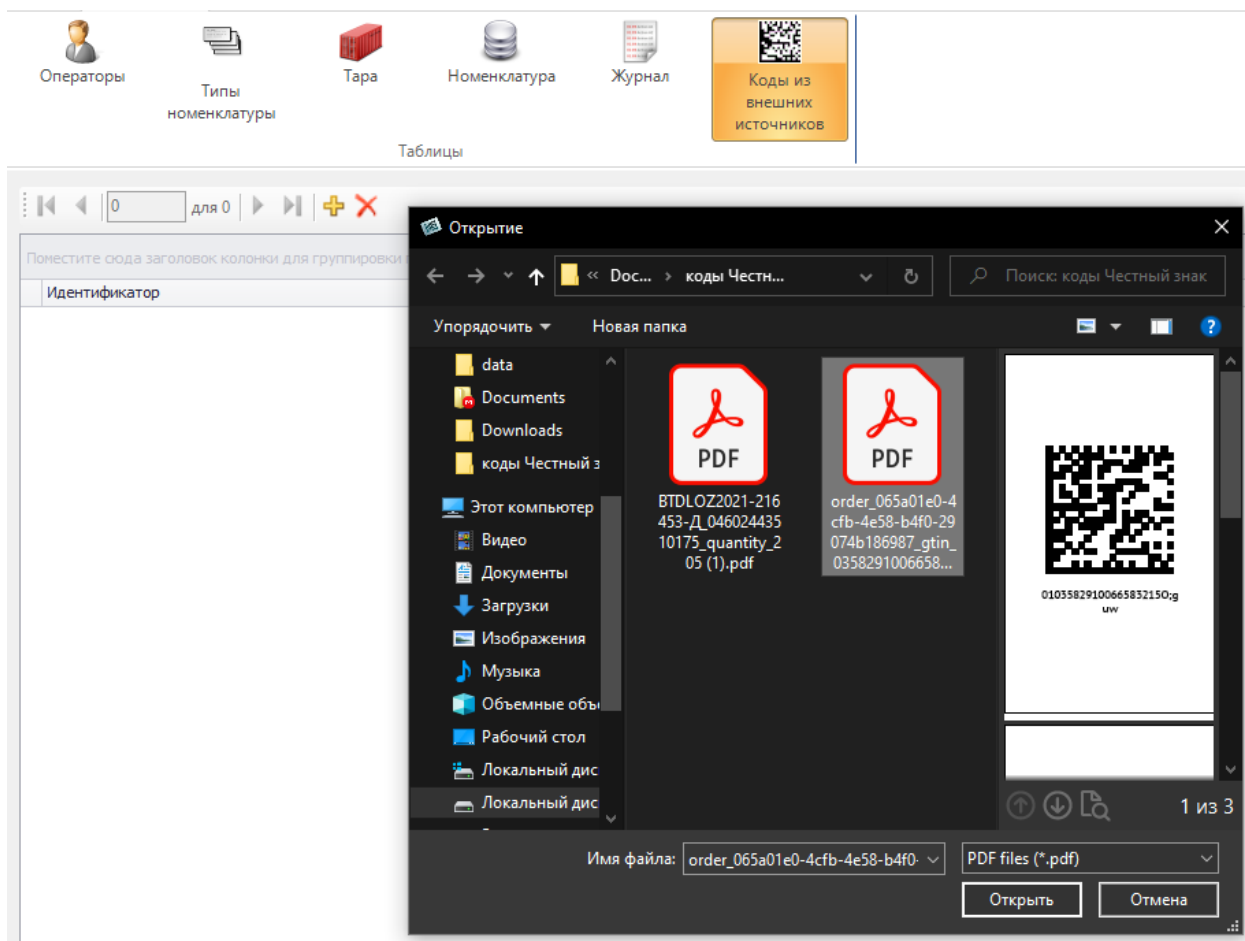 Операторы
Типы
номенклатуры
Тара
Номенклатура
Журнал
Коды из
внешних
источников
Таблицы
0
для 0
Поместите сюда заголовок колонки для группировки
Идентификатор
Открытие
« Doc... › коды Честн...
Поиск: коды Честный знак
Упорядочить
Новая папка
data
Documents
Downloads
коды Честный з
Этот компьютер
Видео
Документы
Загрузки
Изображения
Музыка
Объемные объ
Рабочий стол
Локальный дис
Локальный дис
PDF
BTDLOZ2021-216
453-Д_046024435
10175_quantity_2
05 (1).pdf
PDF
order_065a01e0-4
cfb-4e58-b4f0-29
074b186987_gtin_
0358291006658...
0103582910066583215O;g
uw
1 из 3
Имя файла:
order_065a01e0-4cfb-4e58-b4f0-
PDF files (*.pdf)
Открыть
Отмена